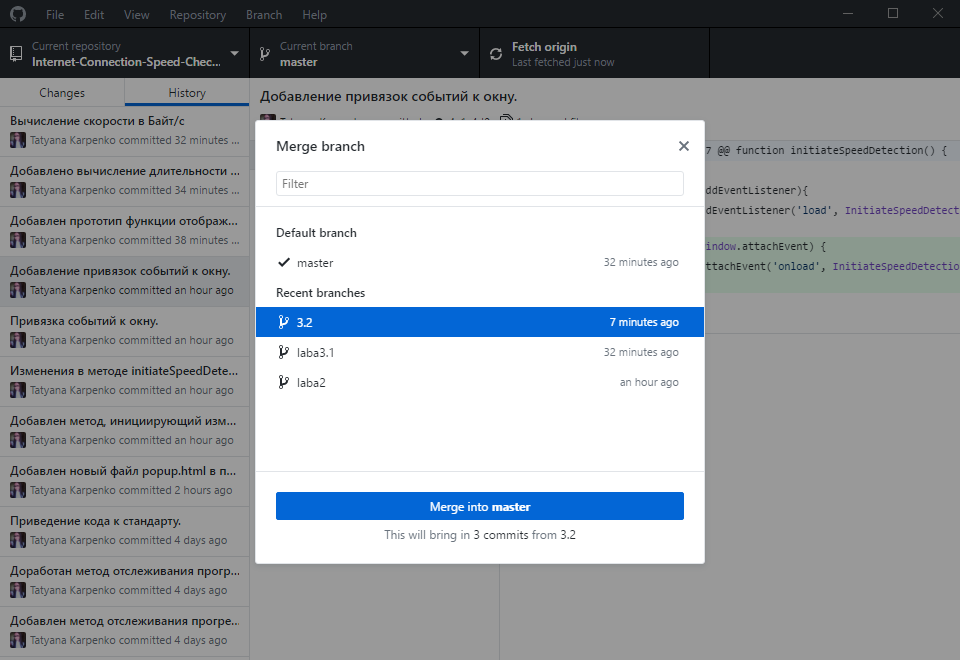 File Edit View Repository Branch Help
Current repository
Internet-Connection-Speed-Chec...
Current branch
master
Fetch origin
Last fetched just now
Changes
History
Вычисление скорости в Байт/с
Tatyana Karpenko committed 32 minutes ...
Добавлено вычисление длительности ...
Tatyana Karpenko committed 34 minutes ...
Добавлен прототип функции отображ...
Tatyana Karpenko committed 38 minutes ...
Добавление привязок событий к окну.
Tatyana Karpenko committed an hour ago
Привязка событий к окну.
Tatyana Karpenko committed an hour ago
Изменения в методе initiateSpeedDete...
Tatyana Karpenko committed an hour ago
Добавлен метод, инициирующий изм...
Tatyana Karpenko committed an hour ago
Добавлен новый файл popup.html в п...
Tatyana Karpenko committed 2 hours ago
Приведение кода к стандарту.
Tatyana Karpenko committed 4 days ago
Доработан метод отслеживания прогр...
Tatyana Karpenko committed 4 days ago
Добавлен метод отслеживания прогре...
Tatyana Karpenko committed 4 days ago
Добавление привязок событий к окну.
7 @@ function initiateSpeedDetection() {
ddEventListener){
dEventListener('load', InitiateSpeedDetect
indow.attachEvent) {
ttachEvent('onload', InitiateSpeedDetectio
Merge branch
Filter
Default branch
master 32 minutes ago
Recent branches
3.2 7 minutes ago
laba3.1 32 minutes ago
laba2 an hour ago
Merge into master
This will bring in 3 commits from 3.2